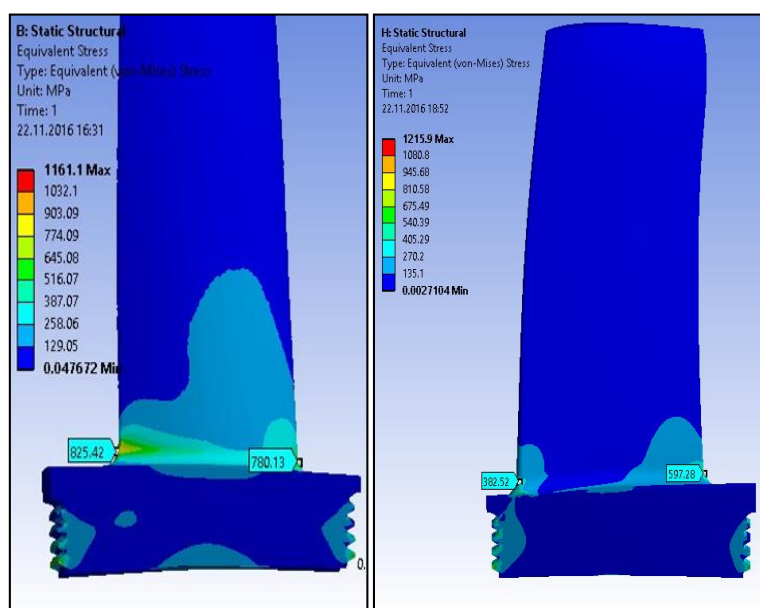 B: Static Structural
Equivalent Stress
Type: Equivalent (von-Mises) Stress
Unit: MPa
Time: 1
22.11.2016 16:31
1161.1 Max
1032.1
903.09
774.09
645.08
516.07
387.07
258.06
129.05
0.047672 Min
825.42
780.13
0.
H: Static Structural
Equivalent Stress
Type: Equivalent (von-Mises) Stress
Unit: MPa
Time: 1
22.11.2016 18:52
1215.9 Max
1080.8
945.68
810.58
675.49
540.39
405.29
270.2
135.1
0.0027104 Min
382.52
597.28